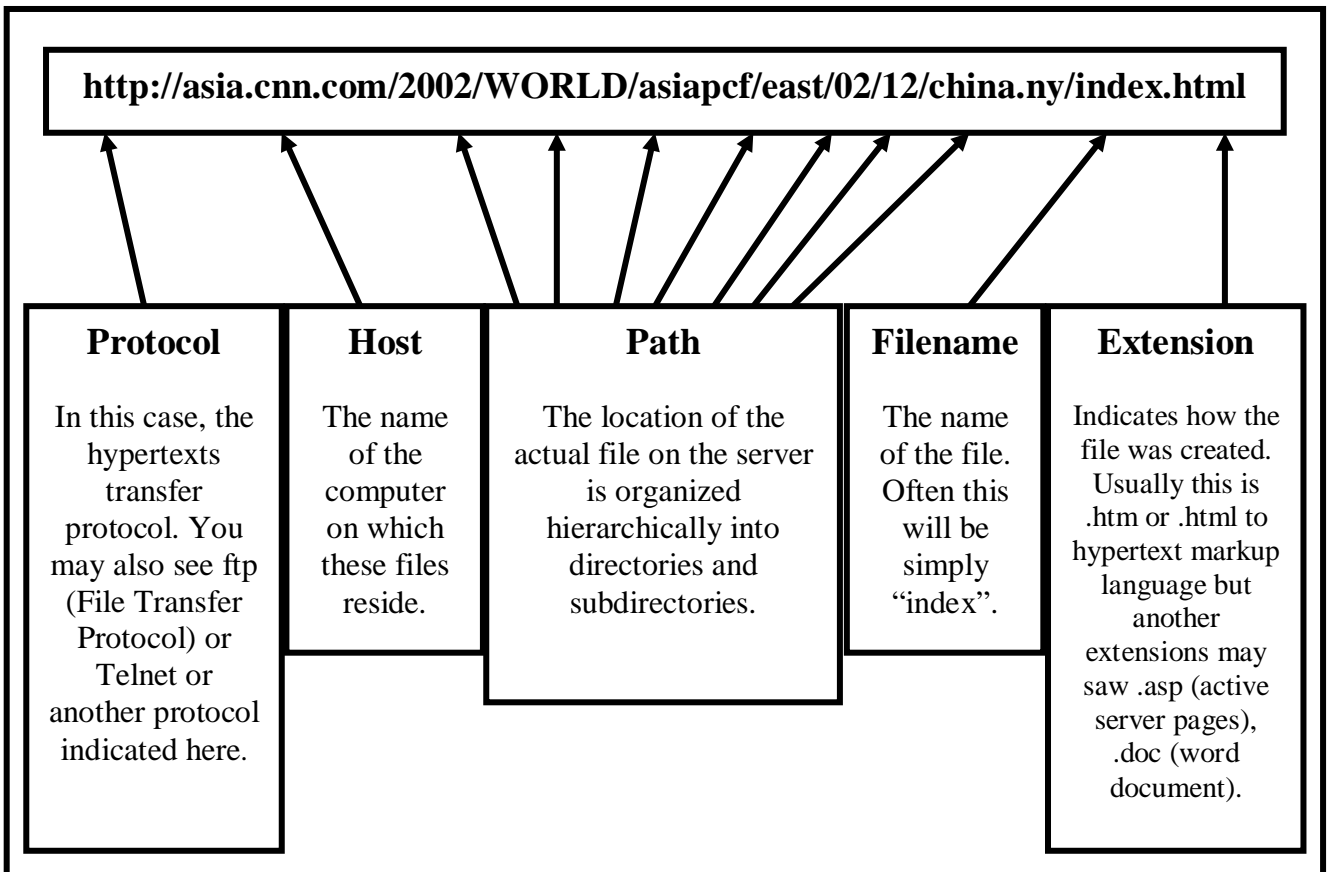 http://asia.cnn.com/2002/WORLD/asiapcf/east/02/12/china.ny/index.html
Protocol
In this case, the
hypertexts
transfer
protocol. You
may also see ftp
(File Transfer
Protocol) or
Telnet or
another protocol
indicated here.
Host
The name
of the
computer
on which
these files
reside.
Path
The location of the
actual file on the server
is organized
hierarchically into
directories and
subdirectories.
Filename
The name
of the file.
Often this
will be
simply
“index”.
Extension
Indicates how the
file was created.
Usually this is
.htm or .html to
hypertext markup
language but
another
extensions may
saw .asp (active
server pages),
.doc (word
document).